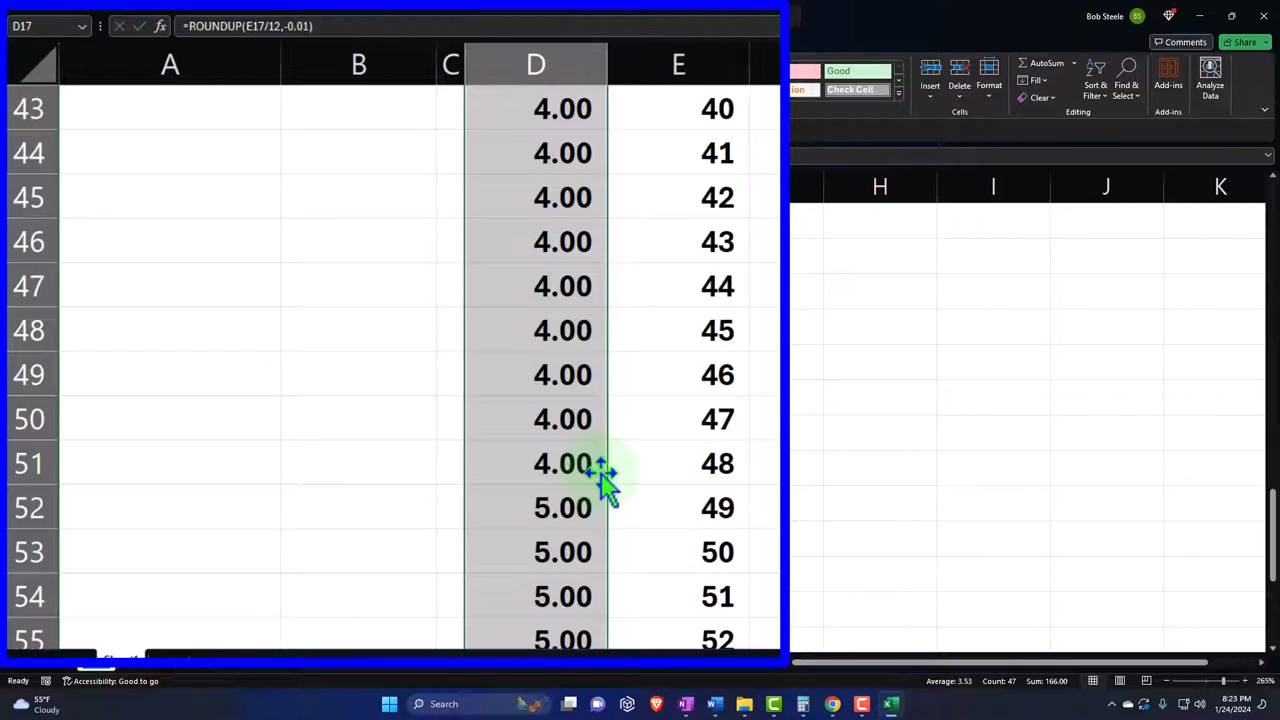 D17 fx =ROUNDUP(E17/12,-0.01)
Bob Steele BS
Comments Share
Good
Check Cell
Insert Delete Format
Cells
AutoSum
Fill
Clear
Sort & Filter Find & Select
Editing
Add-ins
Add-ins
Analyze Data
A B C D E H I J K
43 4.00 40
44 4.00 41
45 4.00 42
46 4.00 43
47 4.00 44
48 4.00 45
49 4.00 46
50 4.00 47
51 4.00 48
52 5.00 49
53 5.00 50
54 5.00 51
55 5.00 52
Ready Accessibility: Good to go Average: 3.53 Count: 47 Sum: 166.00 265%
55°F
Cloudy
Search
8:23 PM
1/24/2024